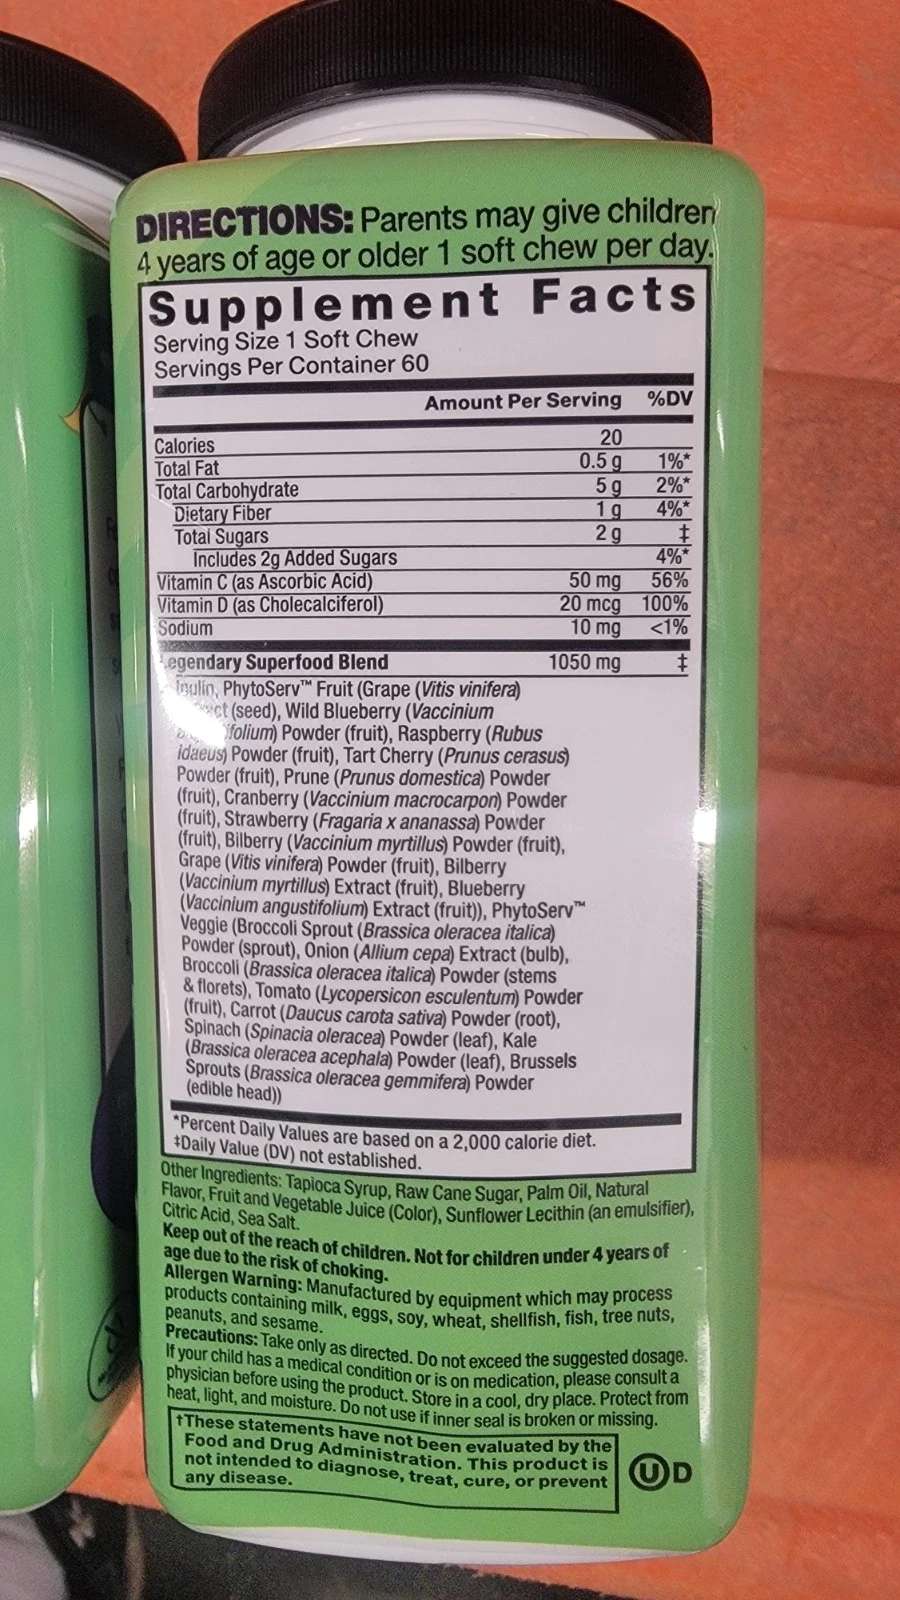 DIRECTIONS: Parents may give children
4 years of age or older 1 soft chew per day.
Supplement Facts
Serving Size 1 Soft Chew
Servings Per Container 60
Amount Per Serving %DV
Calories 20
Total Fat 0.5 g 1%*
Total Carbohydrate 5 g 2%*
Dietary Fiber 1 g 4%*
Total Sugars 2 g ‡
Includes 2g Added Sugars 4%*
Vitamin C (as Ascorbic Acid) 50 mg 56%
Vitamin D (as Cholecalciferol) 20 mcg 100%
Sodium 10 mg <1%
egendary Superfood Blend 1050 mg ‡
Inulin, PhytoServ™ Fruit (Grape (Vitis vinifera)
(seed), Wild Blueberry (Vaccinium
Powder (fruit), Raspberry (Rubus
idaeus) Powder (fruit), Tart Cherry (Prunus cerasus)
Powder (fruit), Prune (Prunus domestica) Powder
(fruit), Cranberry (Vaccinium macrocarpon) Powder
(fruit), Strawberry (Fragaria x ananassa) Powder
(fruit), Bilberry (Vaccinium myrtillus) Powder (fruit),
Grape (Vitis vinifera) Powder (fruit), Bilberry
(Vaccinium myrtillus) Extract (fruit), Blueberry
(Vaccinium angustifolium) Extract (fruit)), PhytoServ™
Veggie (Broccoli Sprout (Brassica oleracea italica)
Powder (sprout), Onion (Allium cepa) Extract (bulb),
Broccoli (Brassica oleracea italica) Powder (stems
& florets), Tomato (Lycopersicon esculentum) Powder
(fruit), Carrot (Daucus carota sativa) Powder (root),
Spinach (Spinacia oleracea) Powder (leaf), Kale
(Brassica oleracea acephala) Powder (leaf), Brussels
Sprouts (Brassica oleracea gemmifera) Powder
(edible head))
*Percent Daily Values are based on a 2,000 calorie diet.
‡Daily Value (DV) not established.
Other Ingredients: Tapioca Syrup, Raw Cane Sugar, Palm Oil, Natural
Flavor, Fruit and Vegetable Juice (Color), Sunflower Lecithin (an emulsifier),
Citric Acid, Sea Salt.
Keep out of the reach of children. Not for children under 4 years of
age due to the risk of choking.
Allergen Warning: Manufactured by equipment which may process
products containing milk, eggs, soy, wheat, shellfish, fish, tree nuts,
peanuts, and sesame.
Precautions: Take only as directed. Do not exceed the suggested dosage.
If your child has a medical condition or is on medication, please consult a
physician before using the product. Store in a cool, dry place. Protect from
heat, light, and moisture. Do not use if inner seal is broken or missing.
†These statements have not been evaluated by the
Food and Drug Administration. This product is
not intended to diagnose, treat, cure, or prevent
any disease.
U D